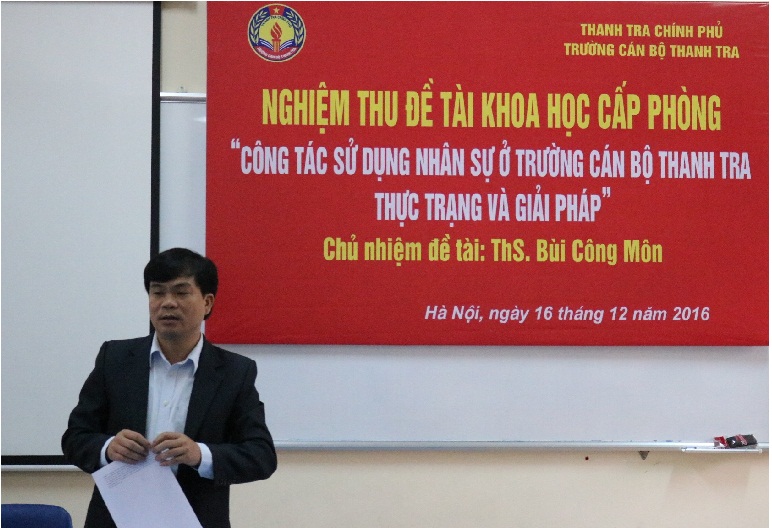 THANH TRA CHÍNH PHỦ
TRƯỜNG CÁN BỘ THANH TRA
NGHIỆM THU ĐỀ TÀI KHOA HỌC CẤP PHÒNG
“CÔNG TÁC SỬ DỤNG NHÂN SỰ Ở TRƯỜNG CÁN BỘ THANH TRA
THỰC TRẠNG VÀ GIẢI PHÁP”
Chủ nhiệm đề tài: ThS. Bùi Công Môn
Hà Nội, ngày 16 tháng 12 năm 2016